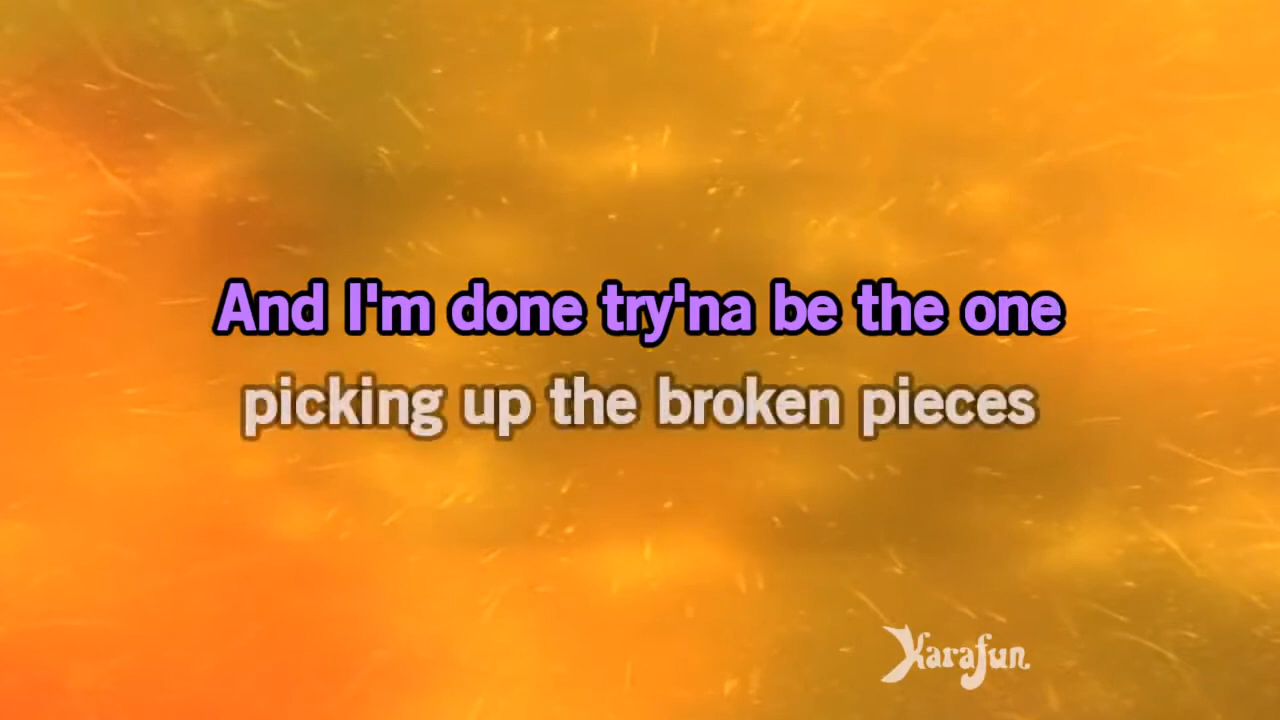 And I'm done try'na be the one
picking up the broken pieces
Karafun